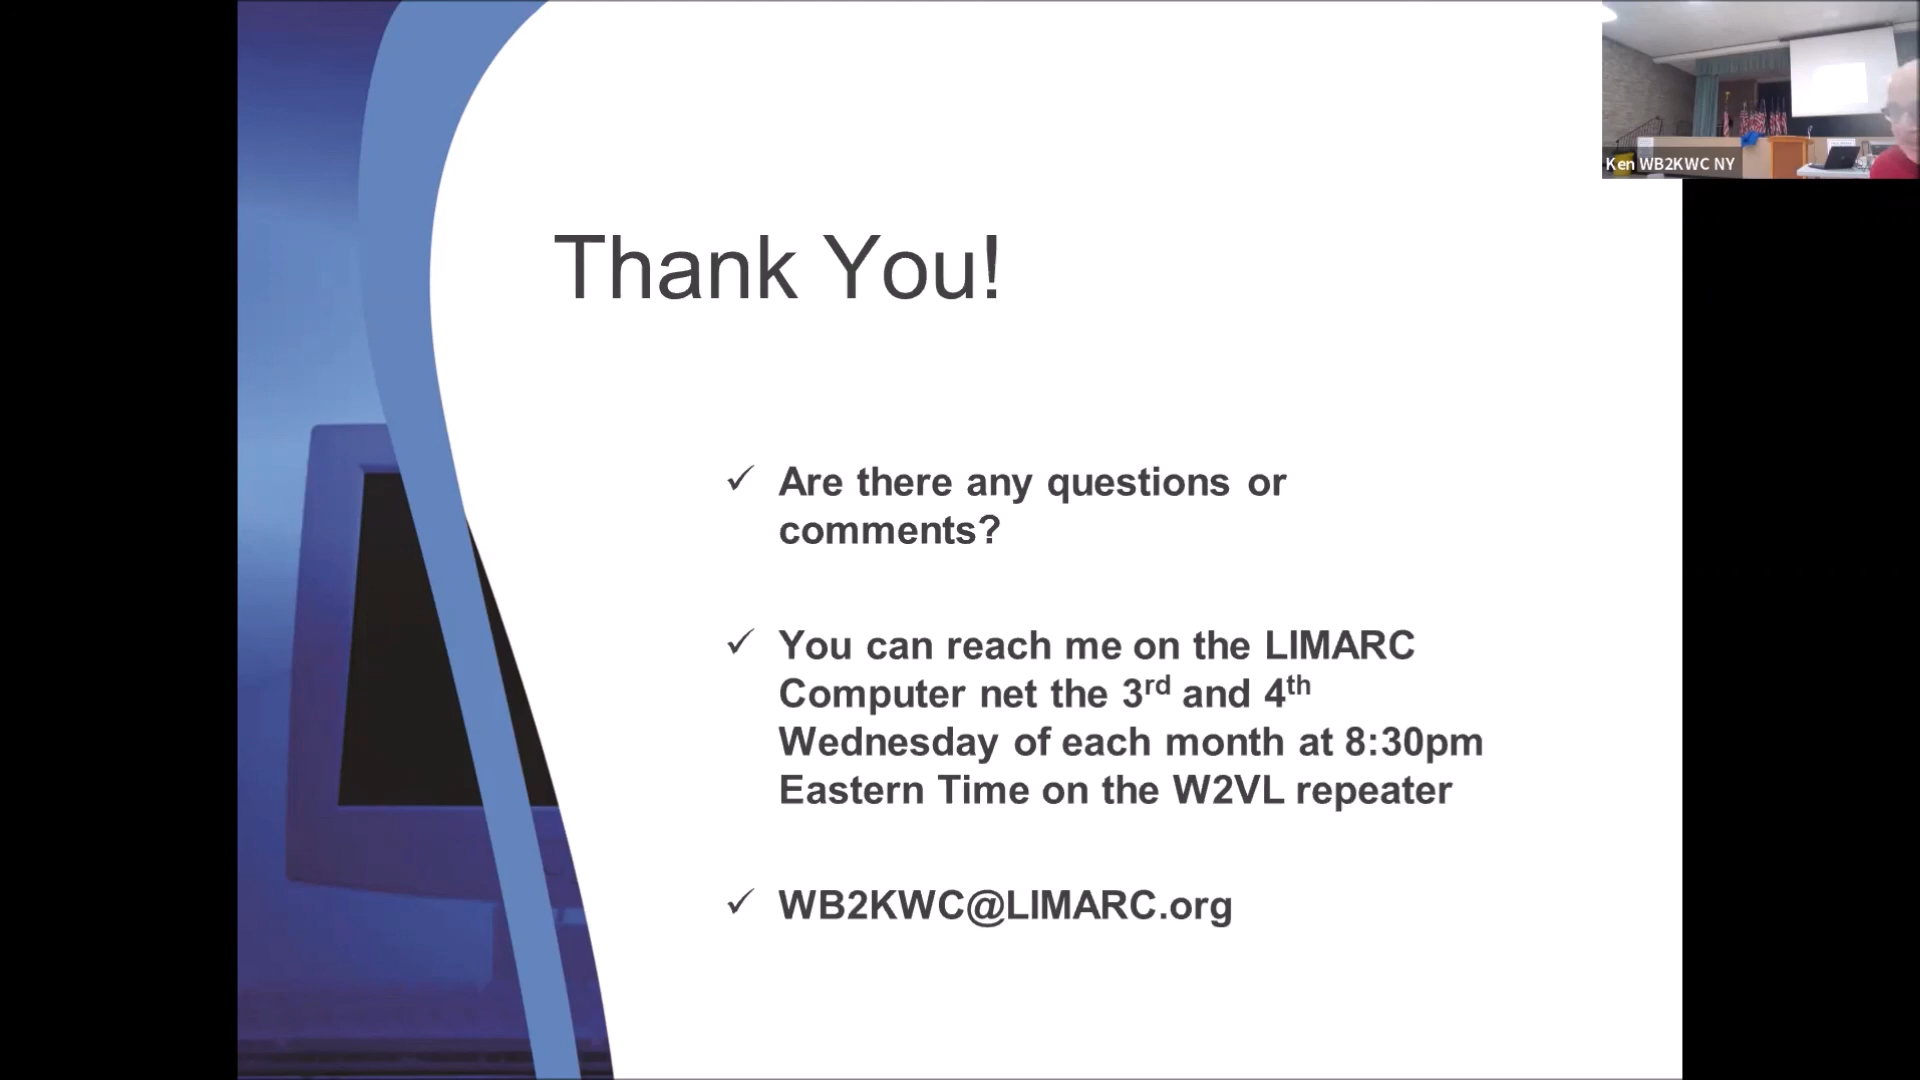 Ken WB2KWC NY
Thank You!
✓ Are there any questions or
comments?
✓ You can reach me on the LIMARC
Computer net the 3rd and 4th
Wednesday of each month at 8:30pm
Eastern Time on the W2VL repeater
✓ WB2KWC@LIMARC.org